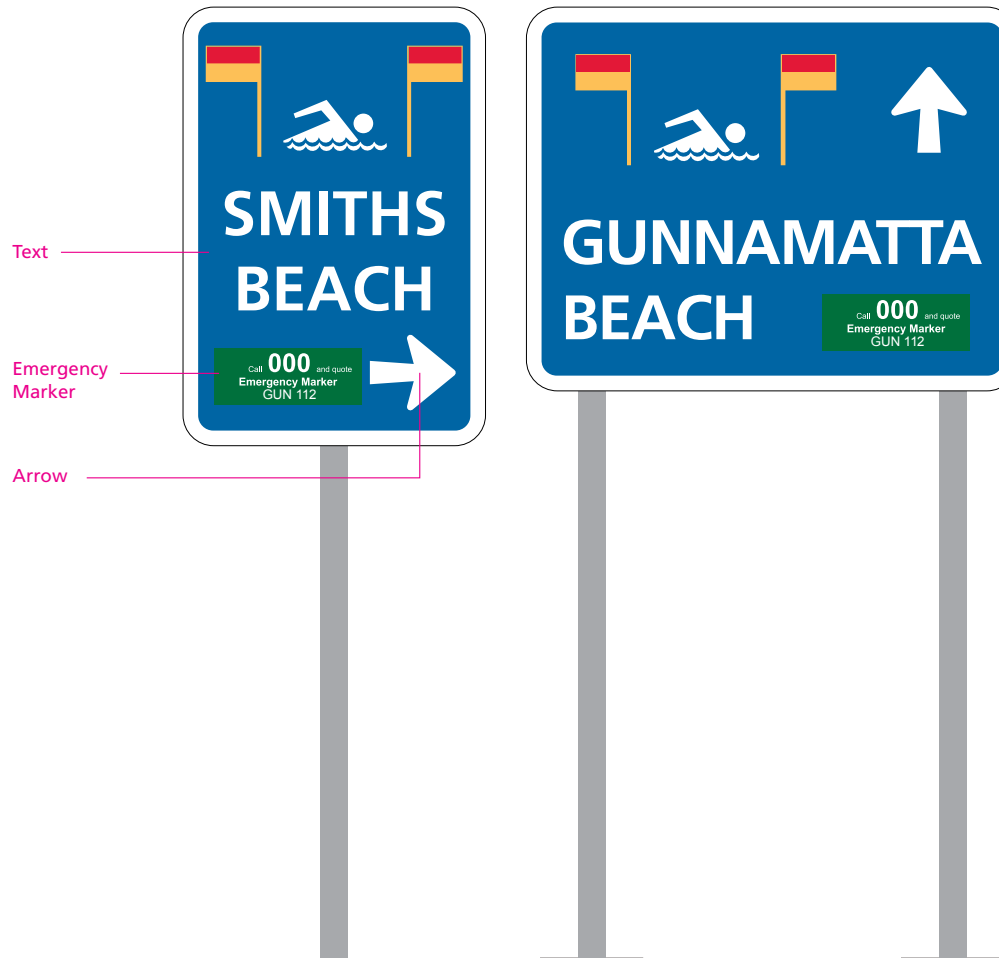 SMITHS
BEACH
Call 000 and quote
Emergency Marker
GUN 112
GUNNAMATTA
BEACH
Call 000 and quote
Emergency Marker
GUN 112
Text
Emergency
Marker
Arrow